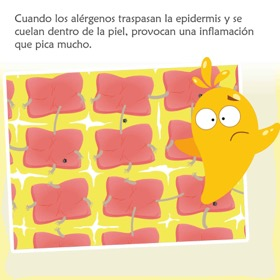 Cuando los alérgenos traspasan la epidermis y se
cuelan dentro de la piel, provocan una inflamación
que pica mucho.